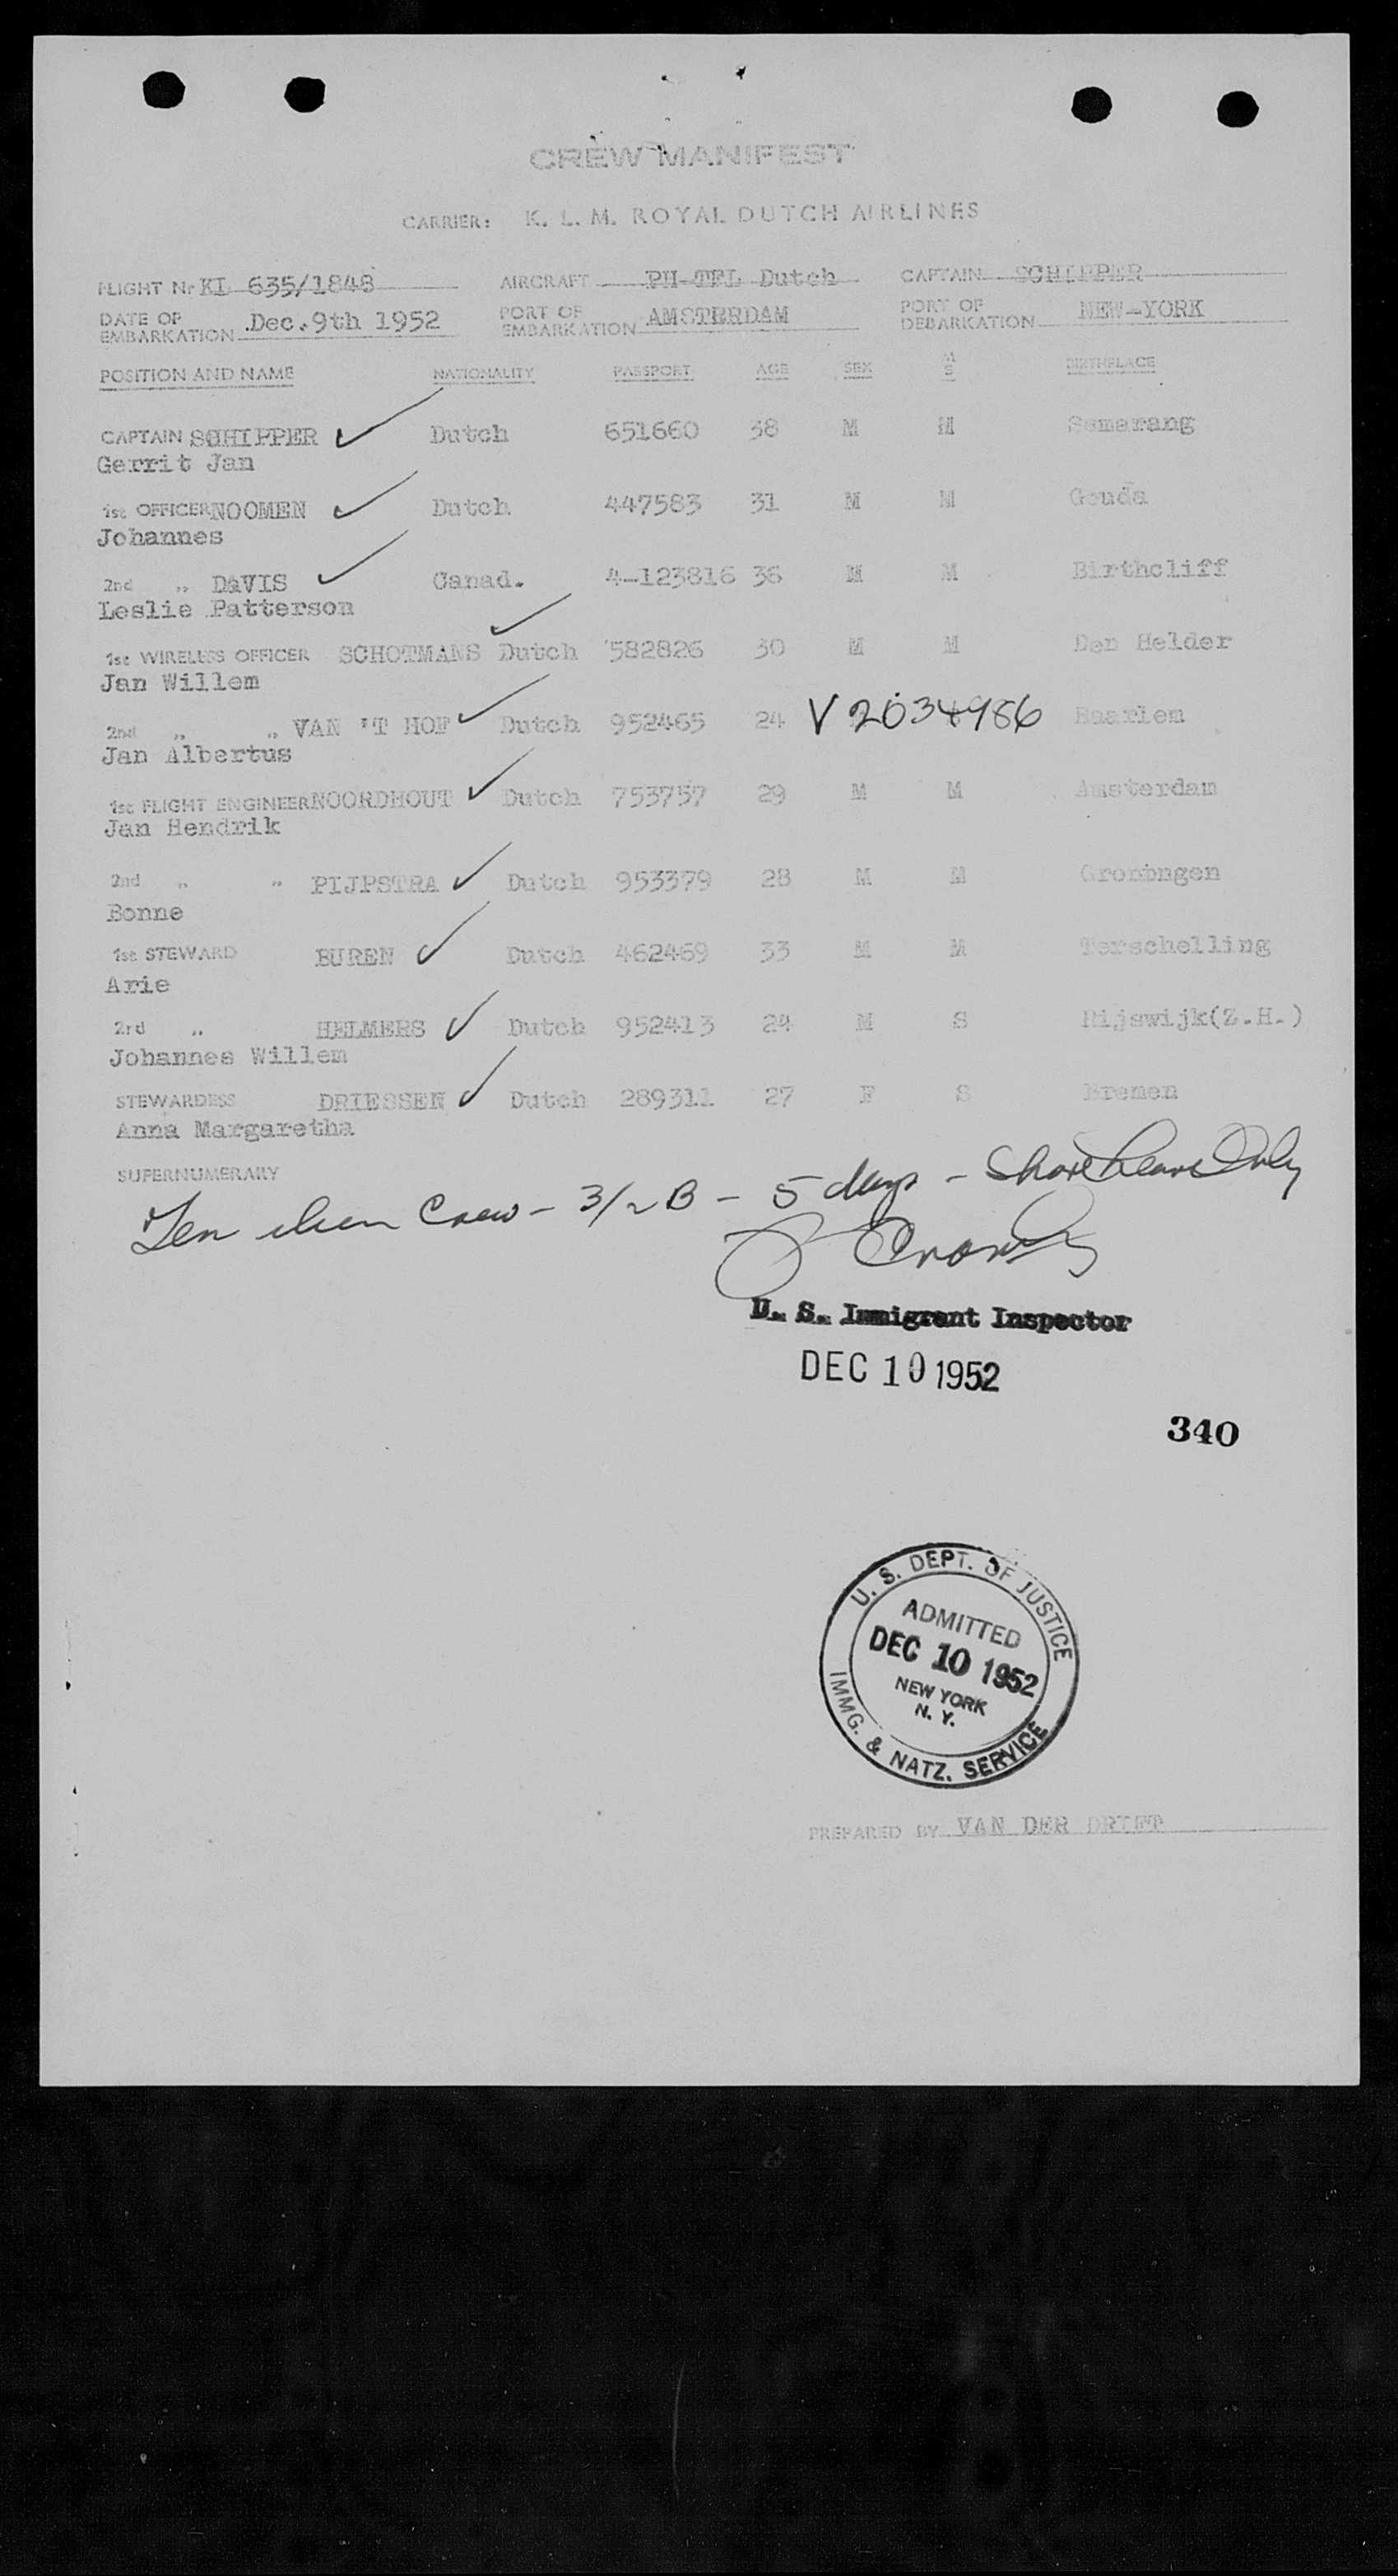 CREW MANIFEST
CARRIER: K. L. M. ROYAL DUTCH AIRLINES
FLIGHT Nr KL 635/1848 AIRCRAFT PH-TFL Dutch CAPTAIN SCHIPPER
DATE OF EMBARKATION Dec.9th 1952 PORT OF EMBARKATION AMSTERDAM PORT OF DEBARKATION NEW-YORK
POSITION AND NAME NATIONALITY PASSPORT AGE SEX M S BIRTHPLACE
CAPTAIN SCHIPPER Dutch 651660 38 M M Semarang
Gerrit Jan
1st OFFICER NOOMEN Dutch 447583 31 M M Gouda
Johannes
2nd „ DAVIS Canad. 4-123816 36 M M Birthcliff
Leslie Patterson
1st WIRELESS OFFICER SCHOTMANS Dutch 582826 30 M M Den Helder
Jan Willem
2nd „ „ VAN 'T HOF Dutch 952465 24 V 2034986 Haarlem
Jan Albertus
1st FLIGHT ENGINEER NOORDHOUT Dutch 753757 29 M M Amsterdam
Jan Hendrik
2nd „ „ PIJPSTRA Dutch 953379 28 M M Groningen
Bonne
1st STEWARD BUREN Dutch 462469 33 M M Terschelling
Arie
2rd „ HELMERS Dutch 952413 24 M S Rijswijk(Z.H.)
Johannes Willem
STEWARDESS DRIESSEN Dutch 289311 27 F S Bremen
Anna Margaretha
SUPERNUMERARY
Ten alien Crew - 3/2 B - 5 days - Shore Leave Only
U. S. Immigrant Inspector
DEC 10 1952
340
U. S. DEPT. OF JUSTICE
ADMITTED
DEC 10 1952
NEW YORK
N. Y.
IMMG. & NATZ. SERVICE
PREPARED BY VAN DER DRIFT